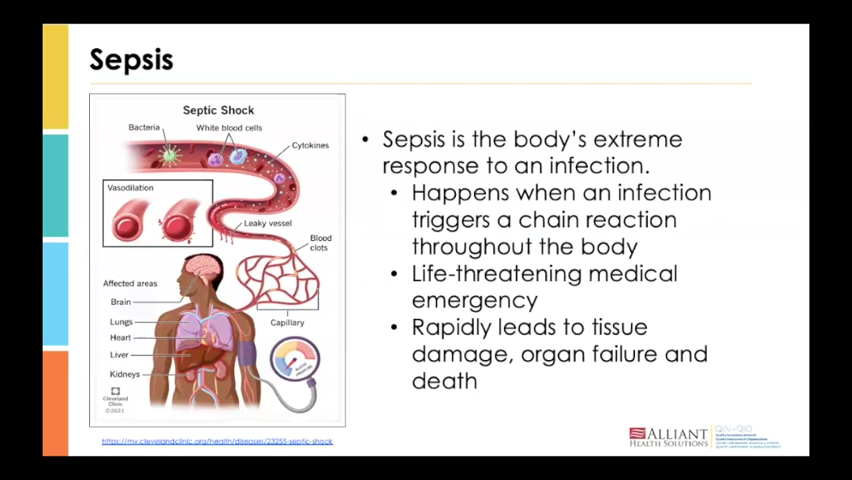 Sepsis
Septic Shock
Bacteria
White blood cells
Cytokines
Vasodilation
Leaky vessel
Blood
clots
Affected areas
Brain
Lungs
Heart
Liver
Kidneys
Capillary
Cleveland
Clinic
©2021
https://my.clevelandclinic.org/health/diseases/23255-septic-shock
• Sepsis is the body's extreme
response to an infection.
• Happens when an infection
triggers a chain reaction
throughout the body
• Life-threatening medical
emergency
• Rapidly leads to tissue
damage, organ failure and
death
ALLIANT
HEALTH SOLUTIONS
QIN-QIO